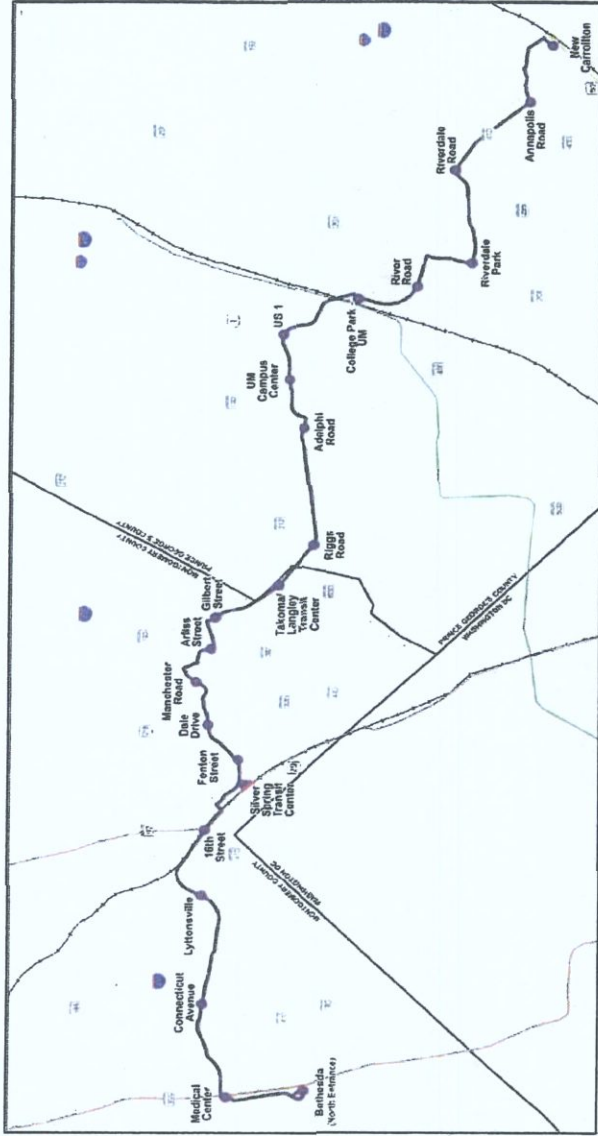 Bethesda
(North Entrance)
Medical
Center
Connecticut
Avenue
Lyttonsville
16th
Street
Silver
Spring
Transit
Center
Fenton
Street
Dale
Drive
Manchester
Road
Arliss
Street
Gilbert
Street
Takoma/
Langley
Transit
Center
Riggs
Road
Adelphi
Road
UM
Campus
Center
US 1
College Park
UM
River
Road
Riverdale
Park
Riverdale
Road
Annapolis
Road
New
Carrollton
MONTGOMERY COUNTY
PRINCE GEORGE'S COUNTY
MONTGOMERY COUNTY
WASHINGTON DC
PRINCE GEORGE'S COUNTY
WASHINGTON DC